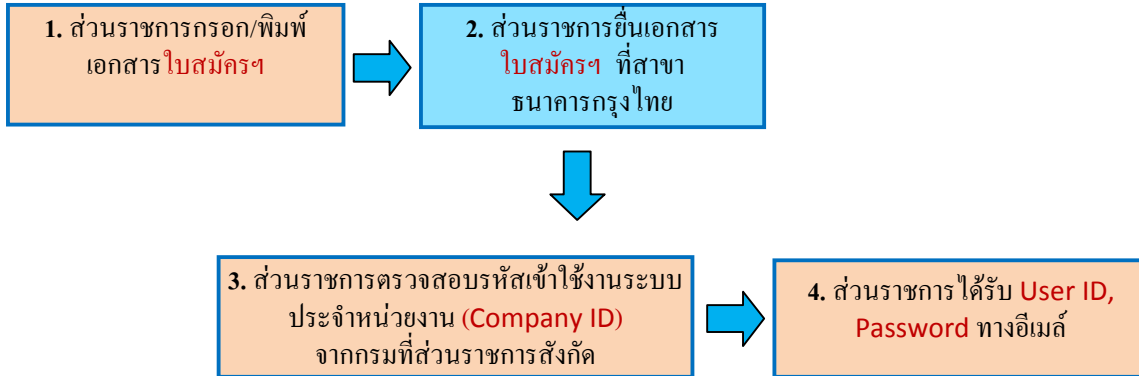 1. ส่วนราชการกรอก/พิมพ์
เอกสารใบสมัครฯ
2. ส่วนราชการยื่นเอกสาร
ใบสมัครฯ ที่สาขา
ธนาคารกรุงไทย
3. ส่วนราชการตรวจสอบรหัสเข้าใช้งานระบบ
ประจำหน่วยงาน (Company ID)
จากกรมที่ส่วนราชการสังกัด
4. ส่วนราชการได้รับ User ID,
Password ทางอีเมล์